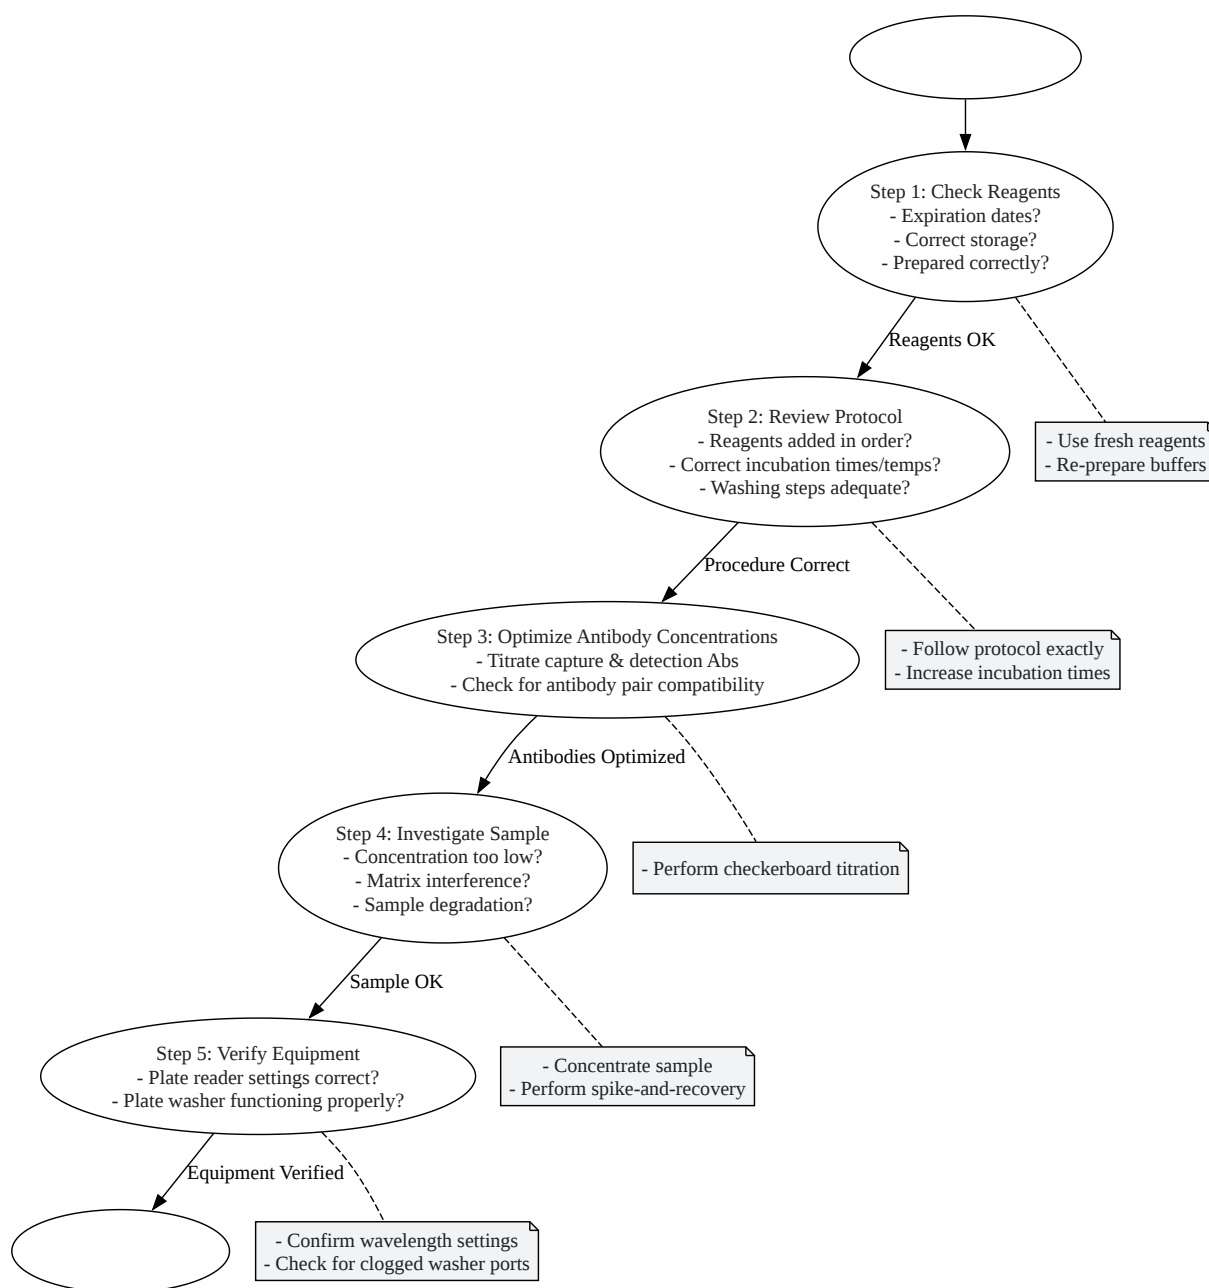 Step 1: Check Reagents
- Expiration dates?
- Correct storage?
- Prepared correctly?
Reagents OK
Step 2: Review Protocol
- Reagents added in order?
- Correct incubation times/temps?
- Washing steps adequate?
- Use fresh reagents
- Re-prepare buffers
Procedure Correct
Step 3: Optimize Antibody Concentrations
- Titrate capture & detection Abs
- Check for antibody pair compatibility
- Follow protocol exactly
- Increase incubation times
Antibodies Optimized
Step 4: Investigate Sample
- Concentration too low?
- Matrix interference?
- Sample degradation?
- Perform checkerboard titration
Sample OK
Step 5: Verify Equipment
- Plate reader settings correct?
- Plate washer functioning properly?
- Concentrate sample
- Perform spike-and-recovery
Equipment Verified
- Confirm wavelength settings
- Check for clogged washer ports